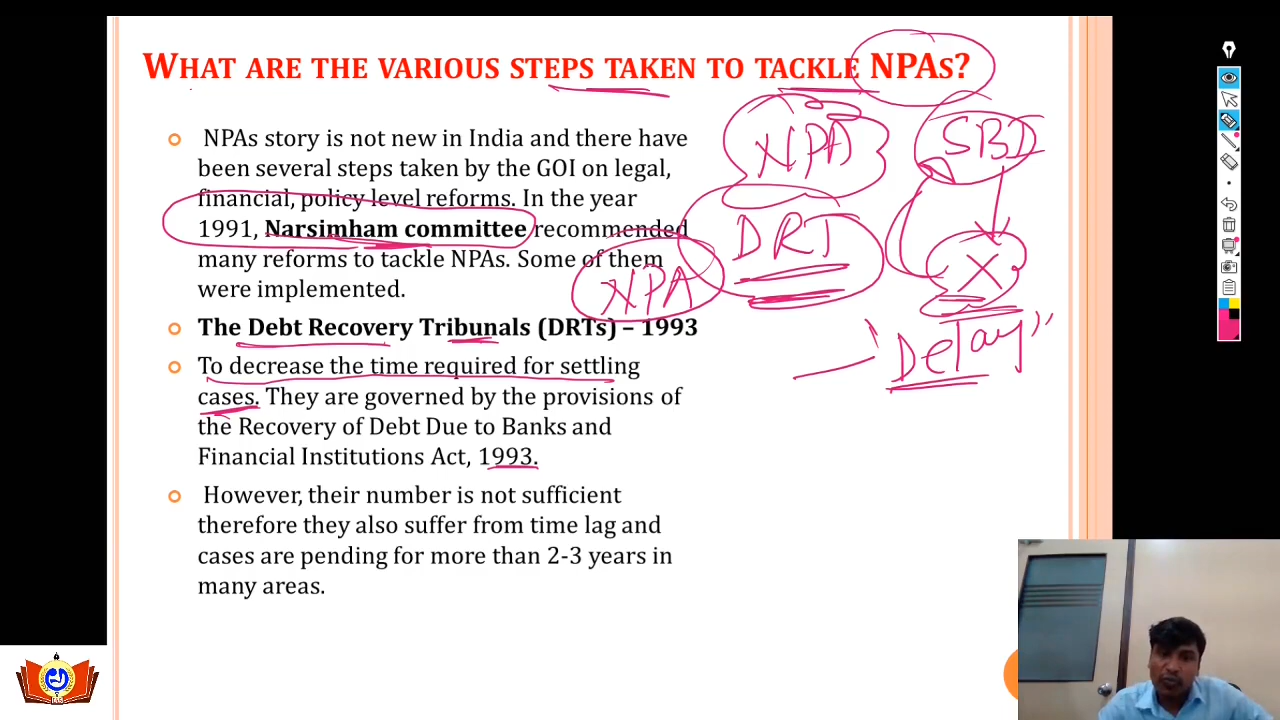 WHAT ARE THE VARIOUS STEPS TAKEN TO TACKLE NPAS?
NPAs story is not new in India and there have
been several steps taken by the GOI on legal,
financial, policy level reforms. In the year
1991, Narsimham committee recommended
many reforms to tackle NPAs. Some of them
were implemented.
The Debt Recovery Tribunals (DRTs) – 1993
To decrease the time required for settling
cases. They are governed by the provisions of
the Recovery of Debt Due to Banks and
Financial Institutions Act, 1993.
However, their number is not sufficient
therefore they also suffer from time lag and
cases are pending for more than 2-3 years in
many areas.
NPA
DRT
NPA
X
"Delay"